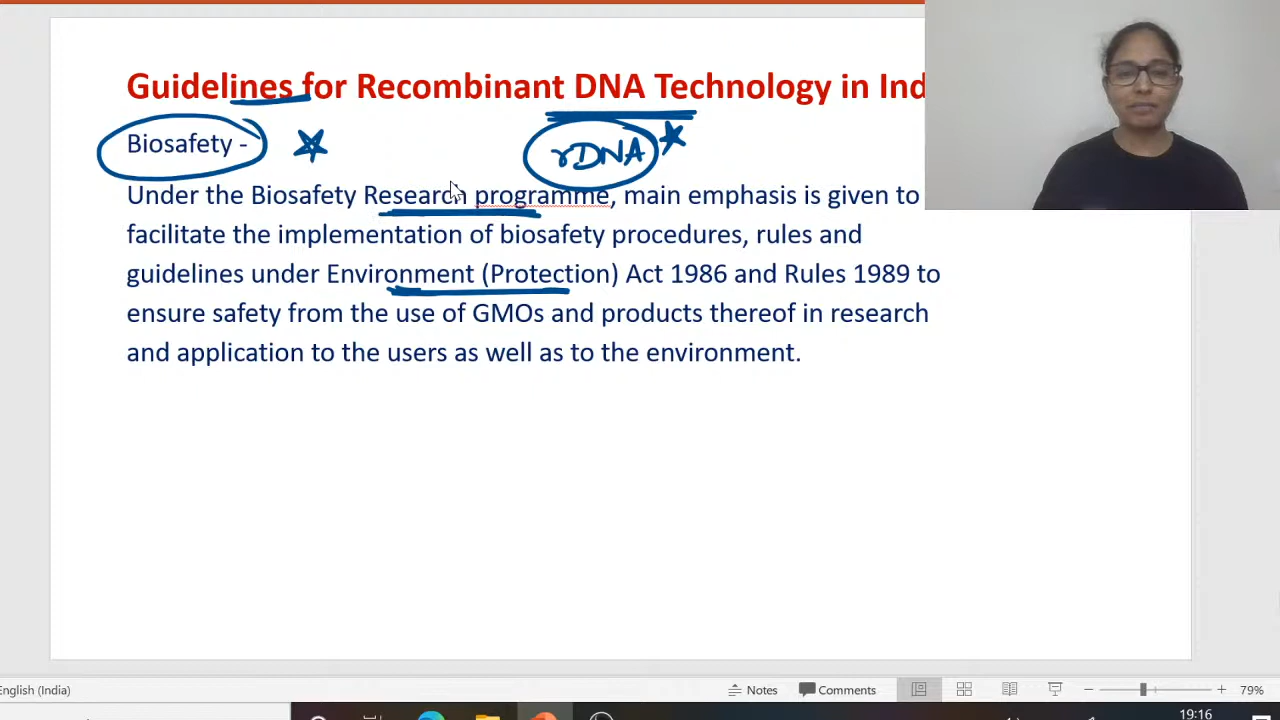 Guidelines for Recombinant DNA Technology in Ind
Biosafety -
rDNA
Under the Biosafety Research programme, main emphasis is given to
facilitate the implementation of biosafety procedures, rules and
guidelines under Environment (Protection) Act 1986 and Rules 1989 to
ensure safety from the use of GMOs and products thereof in research
and application to the users as well as to the environment.
English (India)
Notes
Comments
79%
19:16